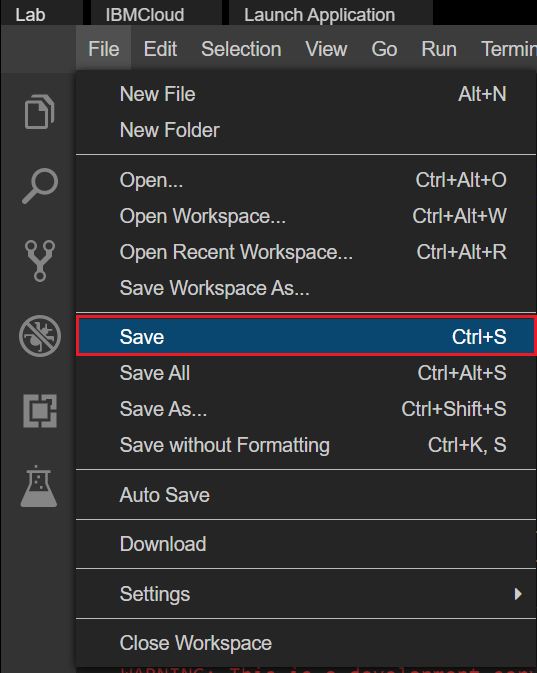 Lab IBMCloud Launch Application
File Edit Selection View Go Run Termin
New File Alt+N
New Folder
Open... Ctrl+Alt+O
Open Workspace... Ctrl+Alt+W
Open Recent Workspace... Ctrl+Alt+R
Save Workspace As...
Save Ctrl+S
Save All Ctrl+Alt+S
Save As... Ctrl+Shift+S
Save without Formatting Ctrl+K, S
Auto Save
Download
Settings
Close Workspace
WARNING: This is a development serv